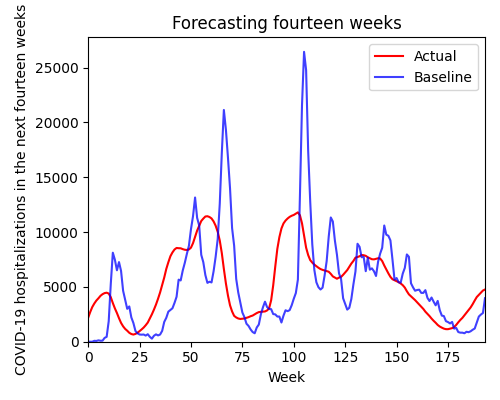 Forecasting fourteen weeks
COVID-19 hospitalizations in the next fourteen weeks
25000
20000
15000
10000
5000
0
Actual
Baseline
0 25 50 75 100 125 150 175
Week